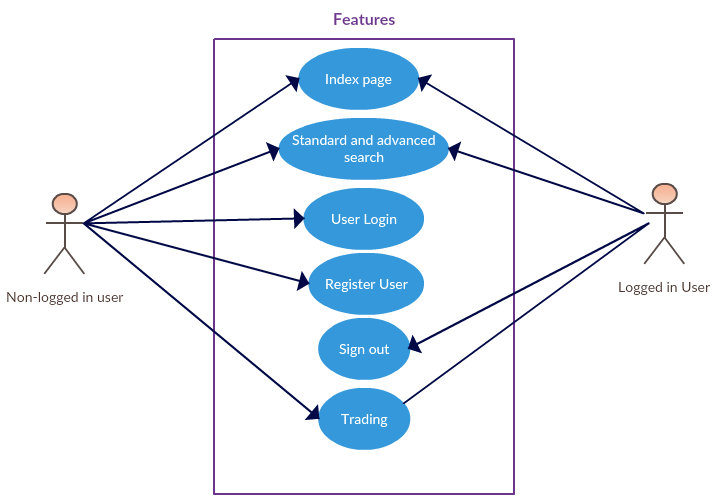 Features
Index page
Standard and advanced
search
User Login
Register User
Sign out
Trading
Non-logged in user
Logged in User